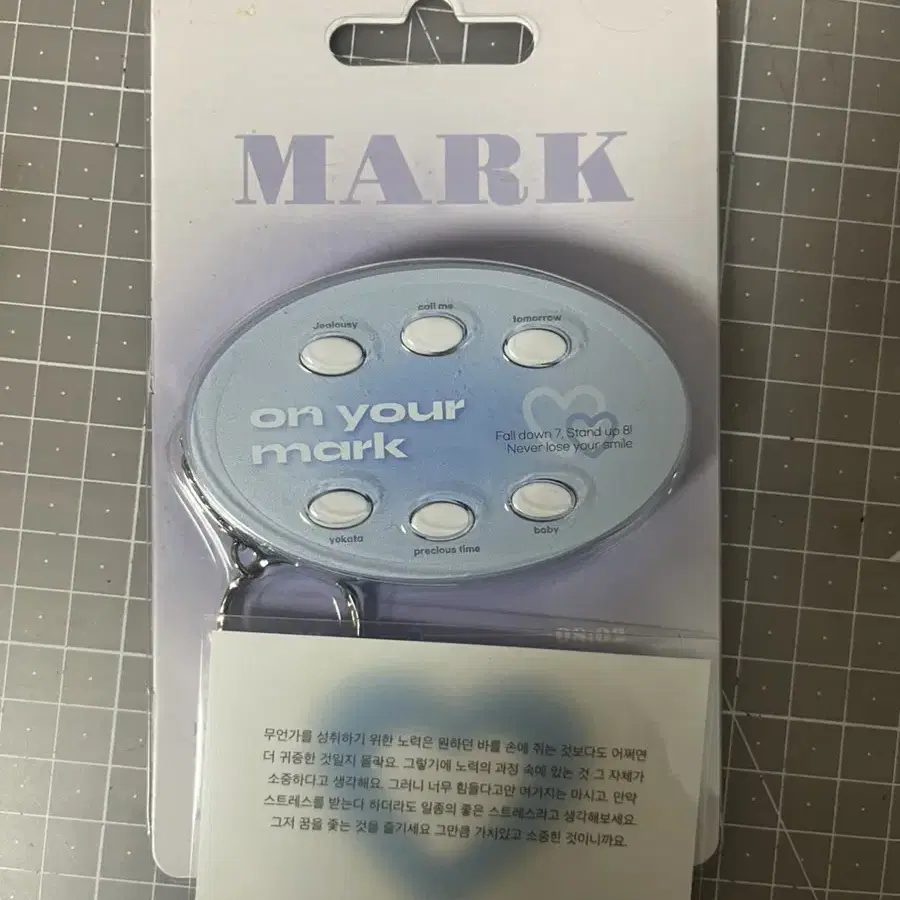 MARK
Jealousy
call me
tomorrow
on your
mark
Fall down 7, Stand up 8!
Never lose your smile
yokata
precious time
baby
08:02
무언가를 성취하기 위한 노력은 원하던 바를 손에 쥐는 것보다도 어쩌면
더 귀중한 것일지 몰라요. 그렇기에 노력의 과정 속에 있는 것 그 자체가
소중하다고 생각해요. 그러니 너무 힘들다고만 여기지는 마시고, 만약
스트레스를 받는다 하더라도 일종의 좋은 스트레스라고 생각해보세요.
그저 꿈을 좇는 것을 즐기세요 그만큼 가치있고 소중한 것이니까요.